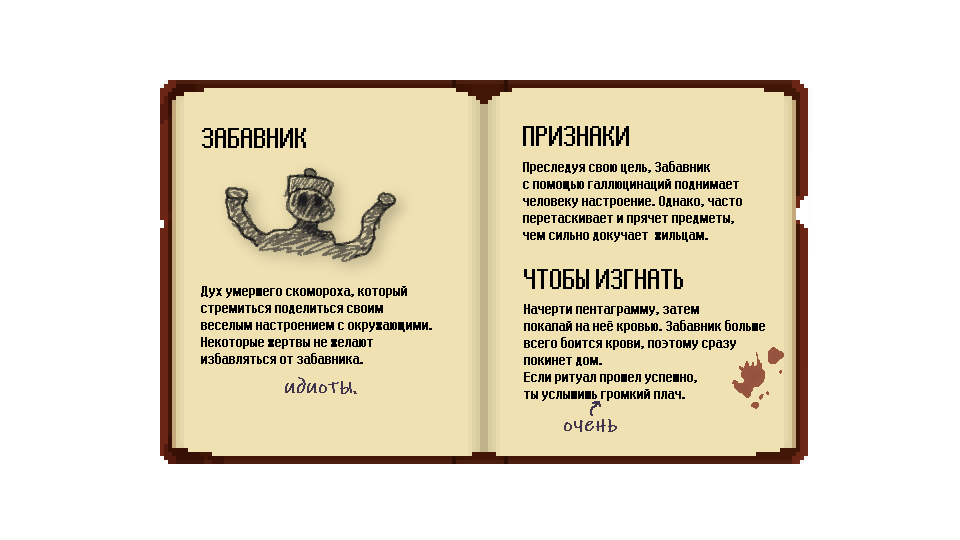 ЗАБАВНИК
Дух умершего скомороха, который
стремиться поделиться своим
веселым настроением с окружающими.
Некоторые жертвы не желают
избавляться от забавника.
идиоты.
ПРИЗНАКИ
Преследуя свою цель, Забавник
с помощью галлюцинаций поднимает
человеку настроение. Однако, часто
перетаскивает и прячет предметы,
чем сильно докучает жильцам.
ЧТОБЫ ИЗГНАТЬ
Начерти пентаграмму, затем
покапай на неё кровью. Забавник больше
всего боится крови, поэтому сразу
покинет дом.
Если ритуал прошел успешно,
ты услышишь громкий плач.
очень